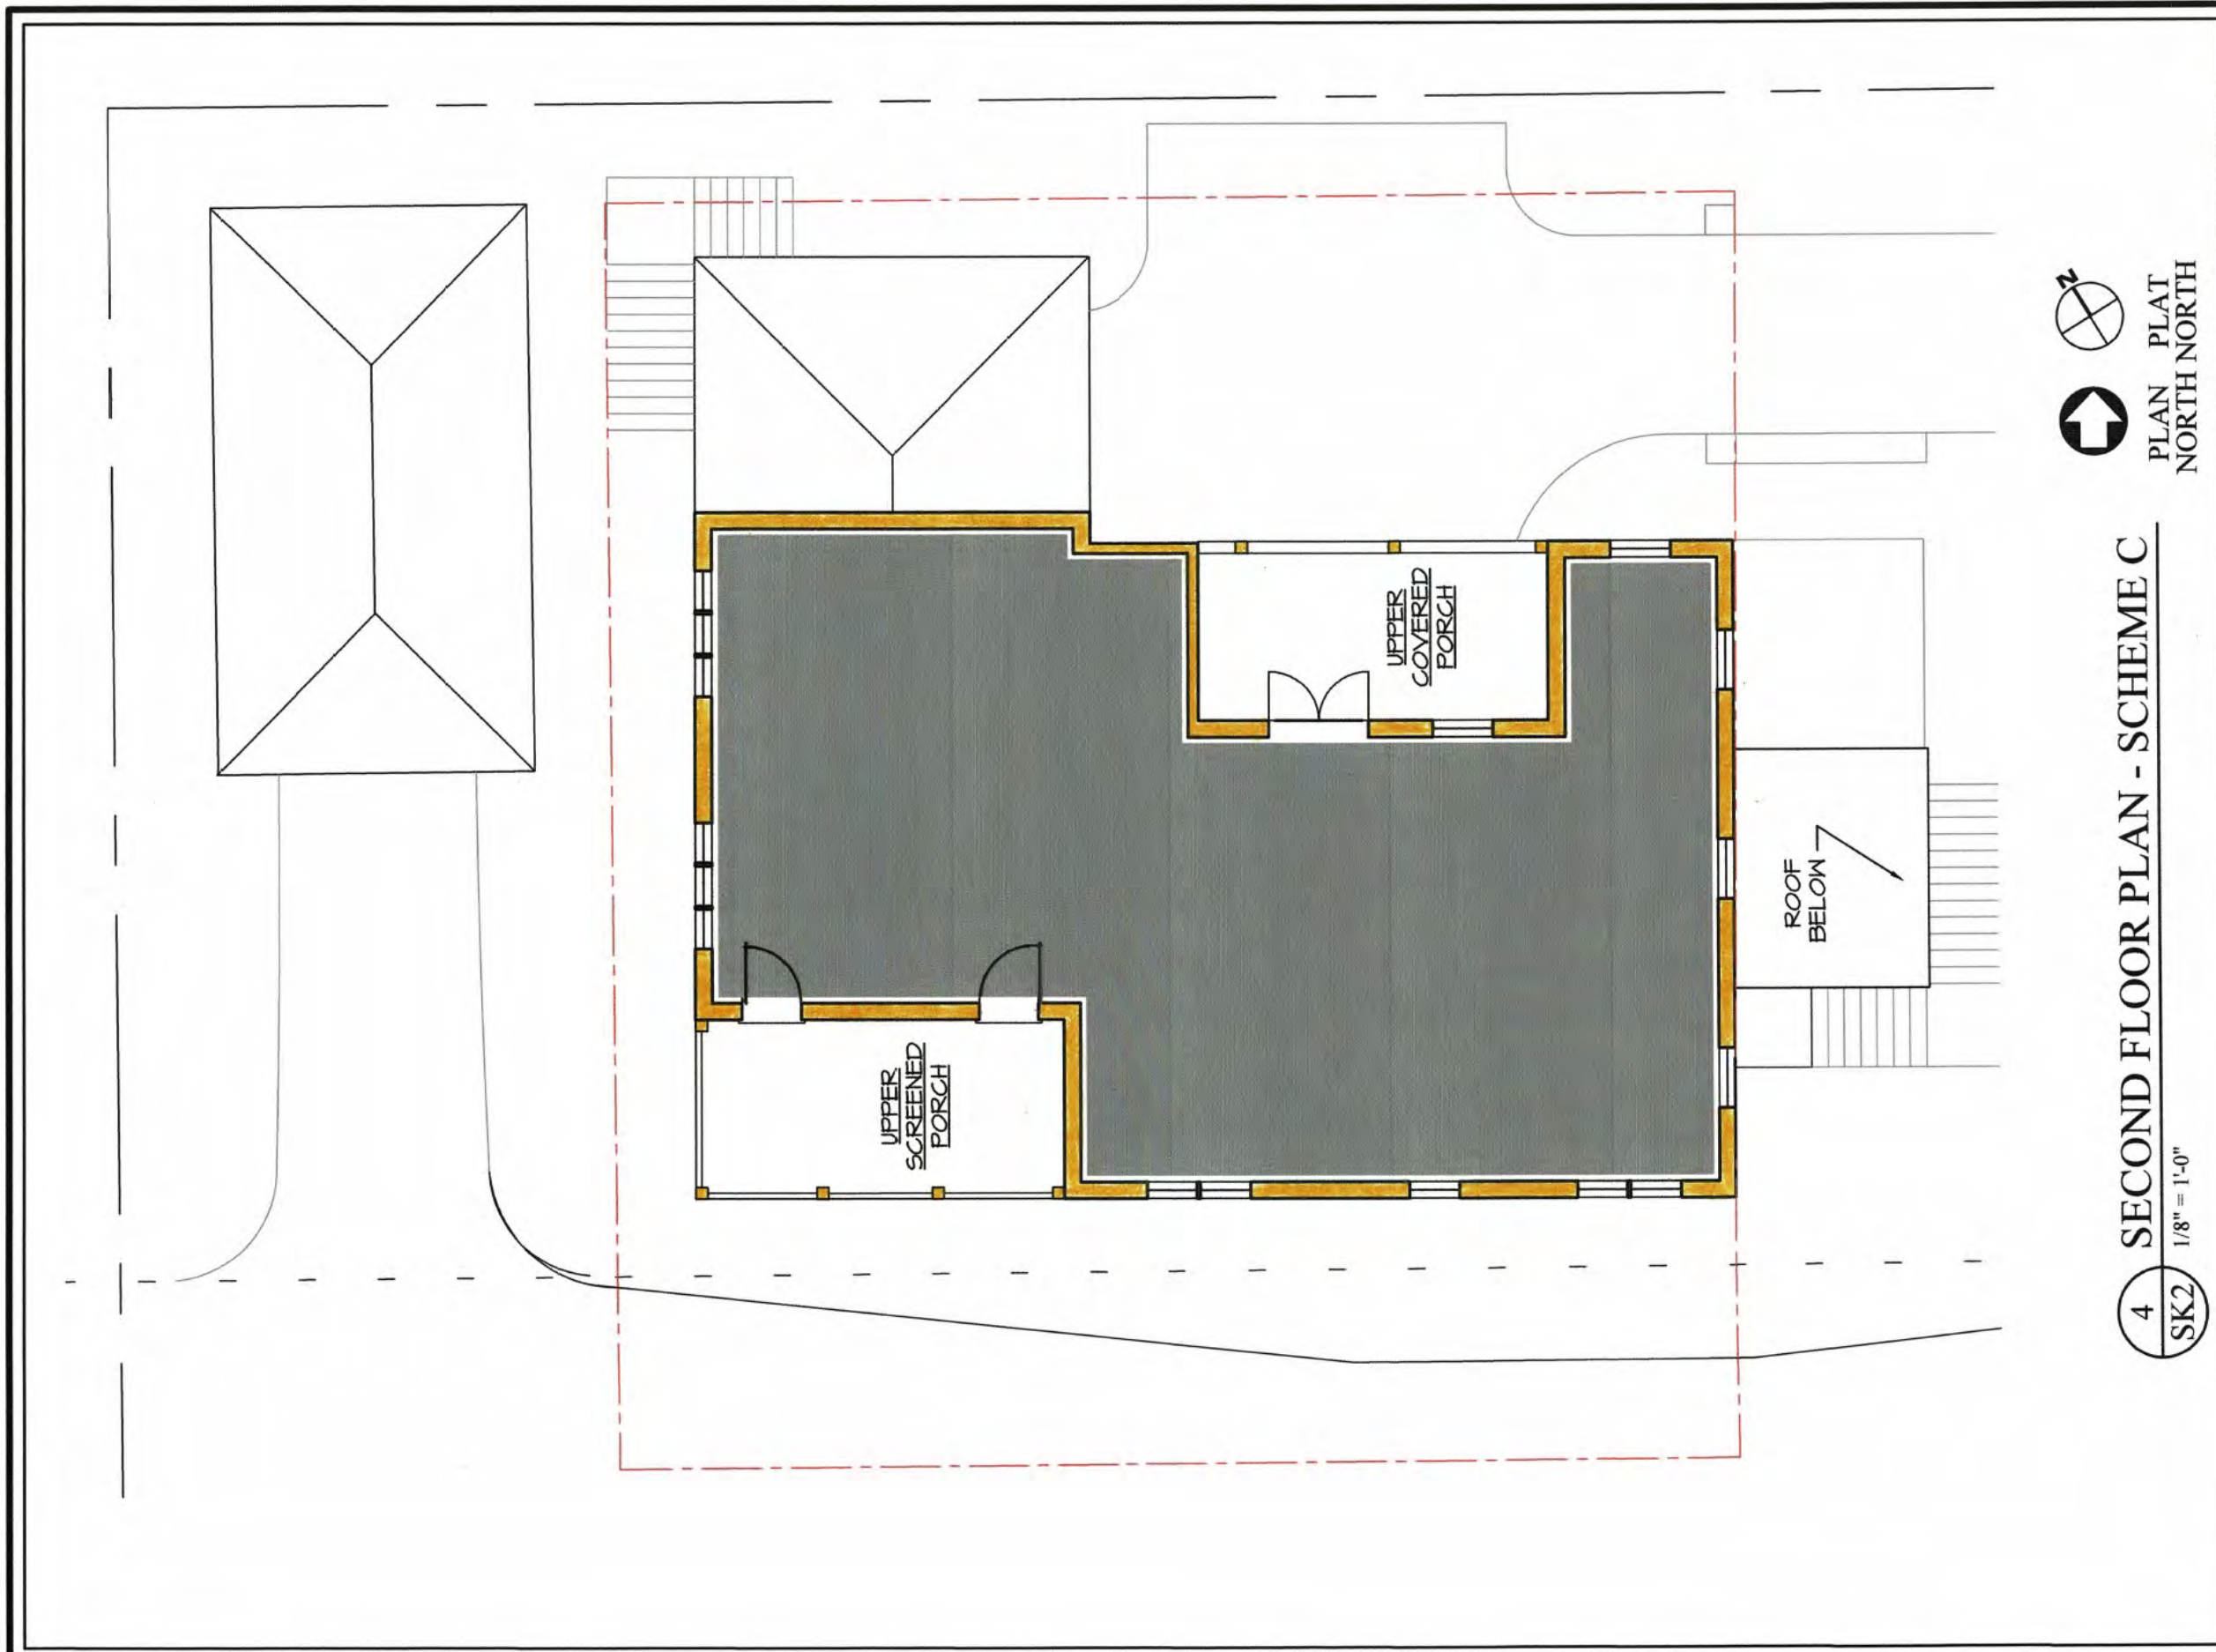 UPPER
SCREENED
PORCH
UPPER
COVERED
PORCH
ROOF
BELOW
4
SK2
SECOND FLOOR PLAN - SCHEME C
1/8" = 1'-0"
N
PLAN PLAT
NORTH NORTH